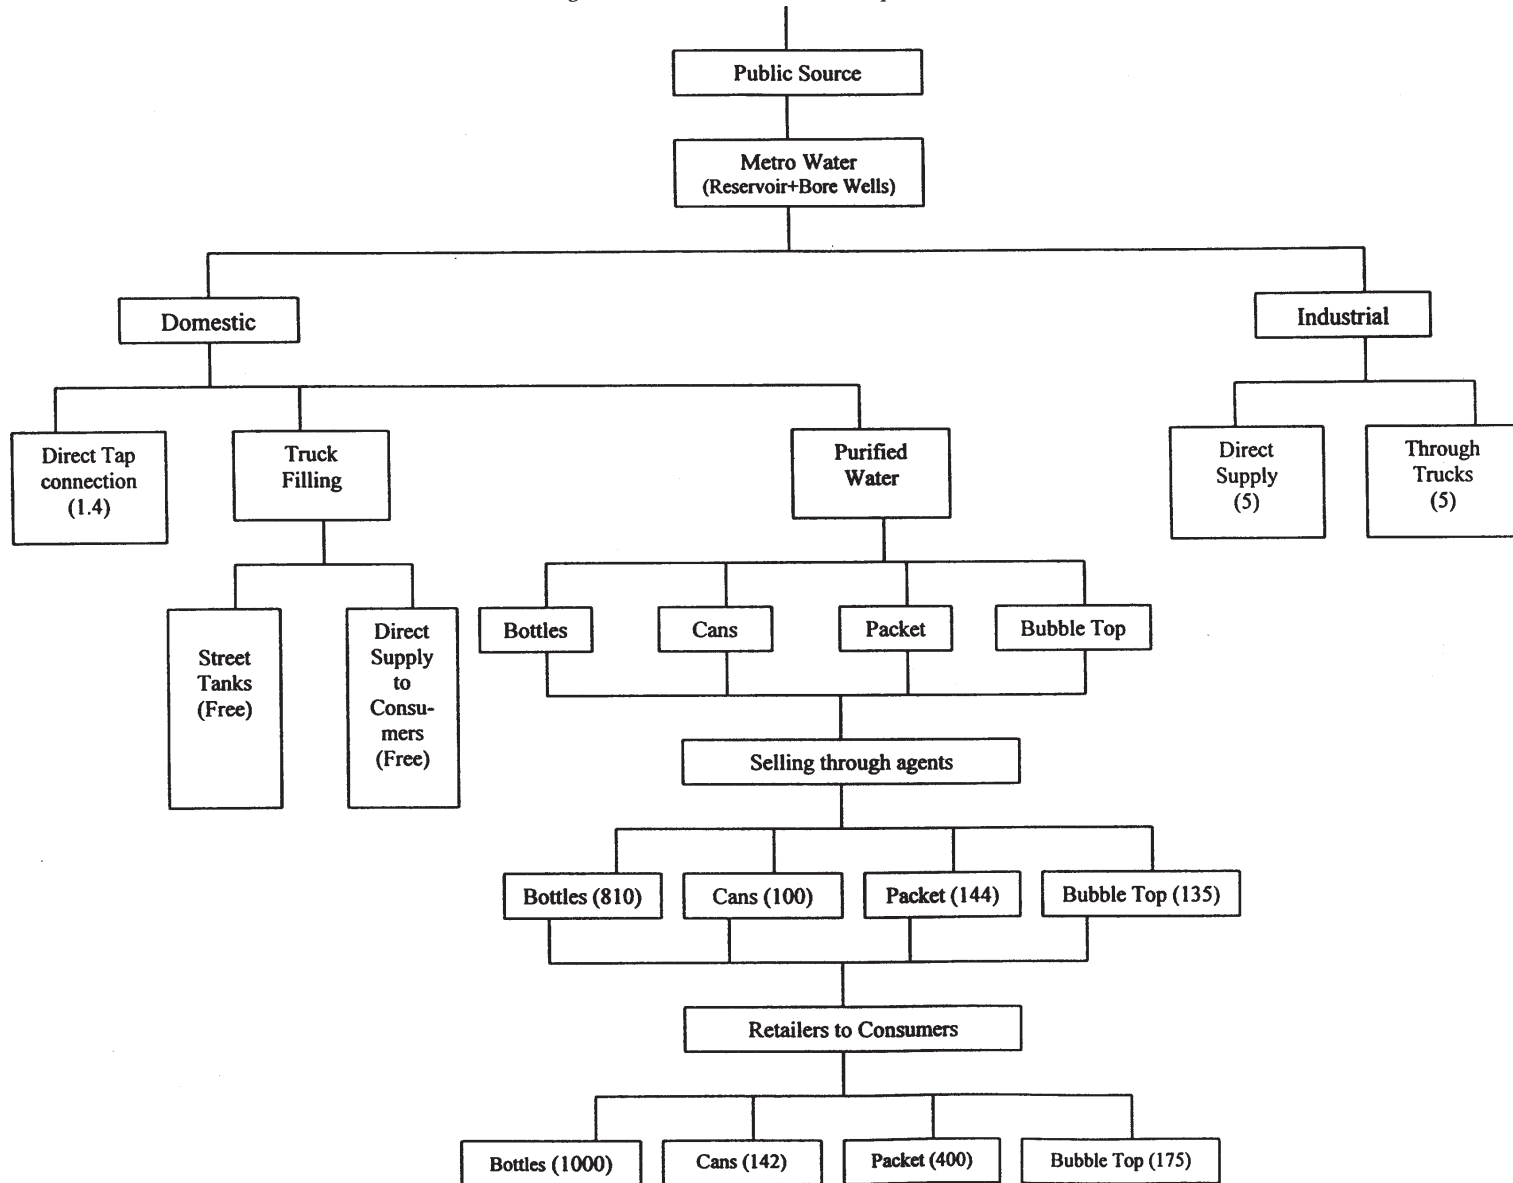 Public Source
Metro Water
(Reservoir+Bore Wells)
Domestic
Industrial
Direct Tap
connection
(1.4)
Truck
Filling
Purified
Water
Direct
Supply
(5)
Through
Trucks
(5)
Street
Tanks
(Free)
Direct
Supply
to
Consu-
mers
(Free)
Bottles
Cans
Packet
Bubble Top
Selling through agents
Bottles (810)
Cans (100)
Packet (144)
Bubble Top (135)
Retailers to Consumers
Bottles (1000)
Cans (142)
Packet (400)
Bubble Top (175)